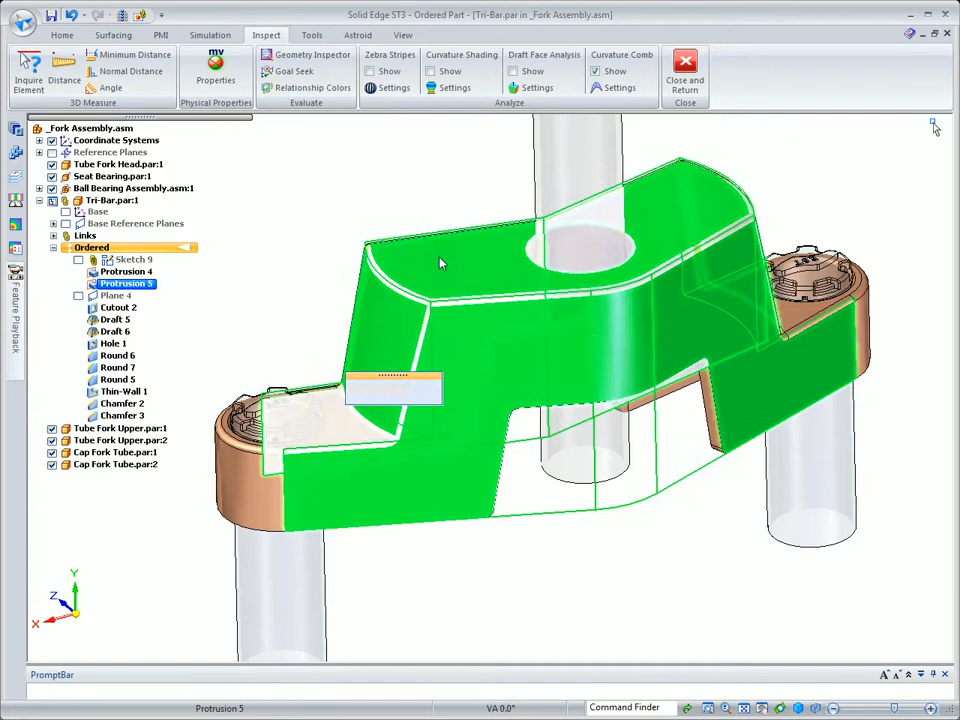 Solid Edge ST3 - Ordered Part - [Tri-Bar.par in _Fork Assembly.asm]
Home Surfacing PMI Simulation Inspect Tools Astroid View
Inquire Element
Distance
Minimum Distance
Normal Distance
Angle
3D Measure
mv
Properties
Physical Properties
Geometry Inspector
Goal Seek
Relationship Colors
Evaluate
Zebra Stripes
Show
Settings
Curvature Shading
Show
Settings
Draft Face Analysis
Show
Settings
Curvature Comb
Show
Settings
Analyze
Close and Return
Close
_Fork Assembly.asm
Coordinate Systems
Reference Planes
Tube Fork Head.par:1
Seat Bearing.par:1
Ball Bearing Assembly.asm:1
Tri-Bar.par:1
Base
Base Reference Planes
Links
Ordered
Sketch 9
Protrusion 4
Protrusion 5
Plane 4
Cutout 2
Draft 5
Draft 6
Hole 1
Round 6
Round 7
Round 5
Thin-Wall 1
Chamfer 2
Chamfer 3
Tube Fork Upper.par:1
Tube Fork Upper.par:2
Cap Fork Tube.par:1
Cap Fork Tube.par:2
Feature Playback
Y
Z
X
PromptBar
A A
Protrusion 5 VA 0.0° Command Finder